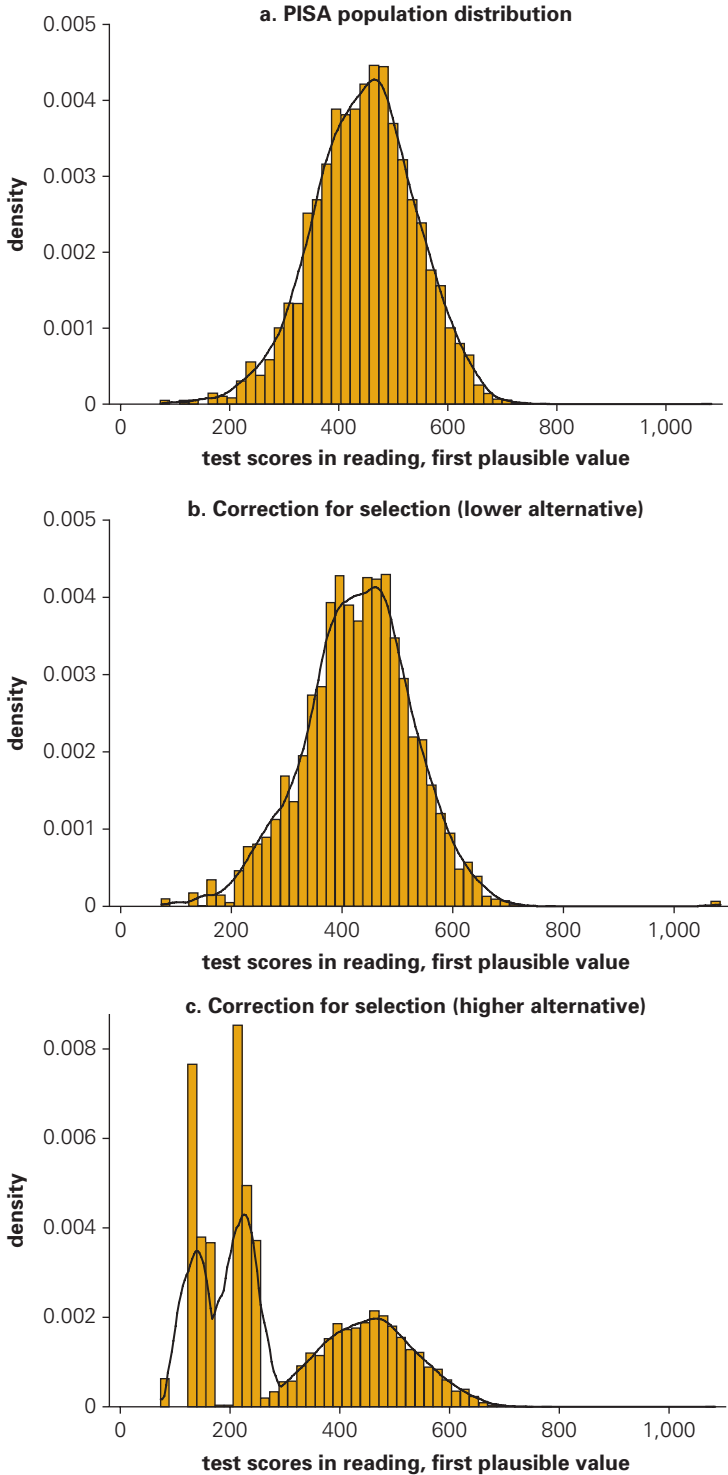 a. PISA population distribution
0.005
0.004
0.003
0.002
0.001
0
density
0 200 400 600 800 1,000
test scores in reading, first plausible value
b. Correction for selection (lower alternative)
0.005
0.004
0.003
0.002
0.001
0
density
0 200 400 600 800 1,000
test scores in reading, first plausible value
c. Correction for selection (higher alternative)
0.008
0.006
0.004
0.002
0
density
0 200 400 600 800 1,000
test scores in reading, first plausible value